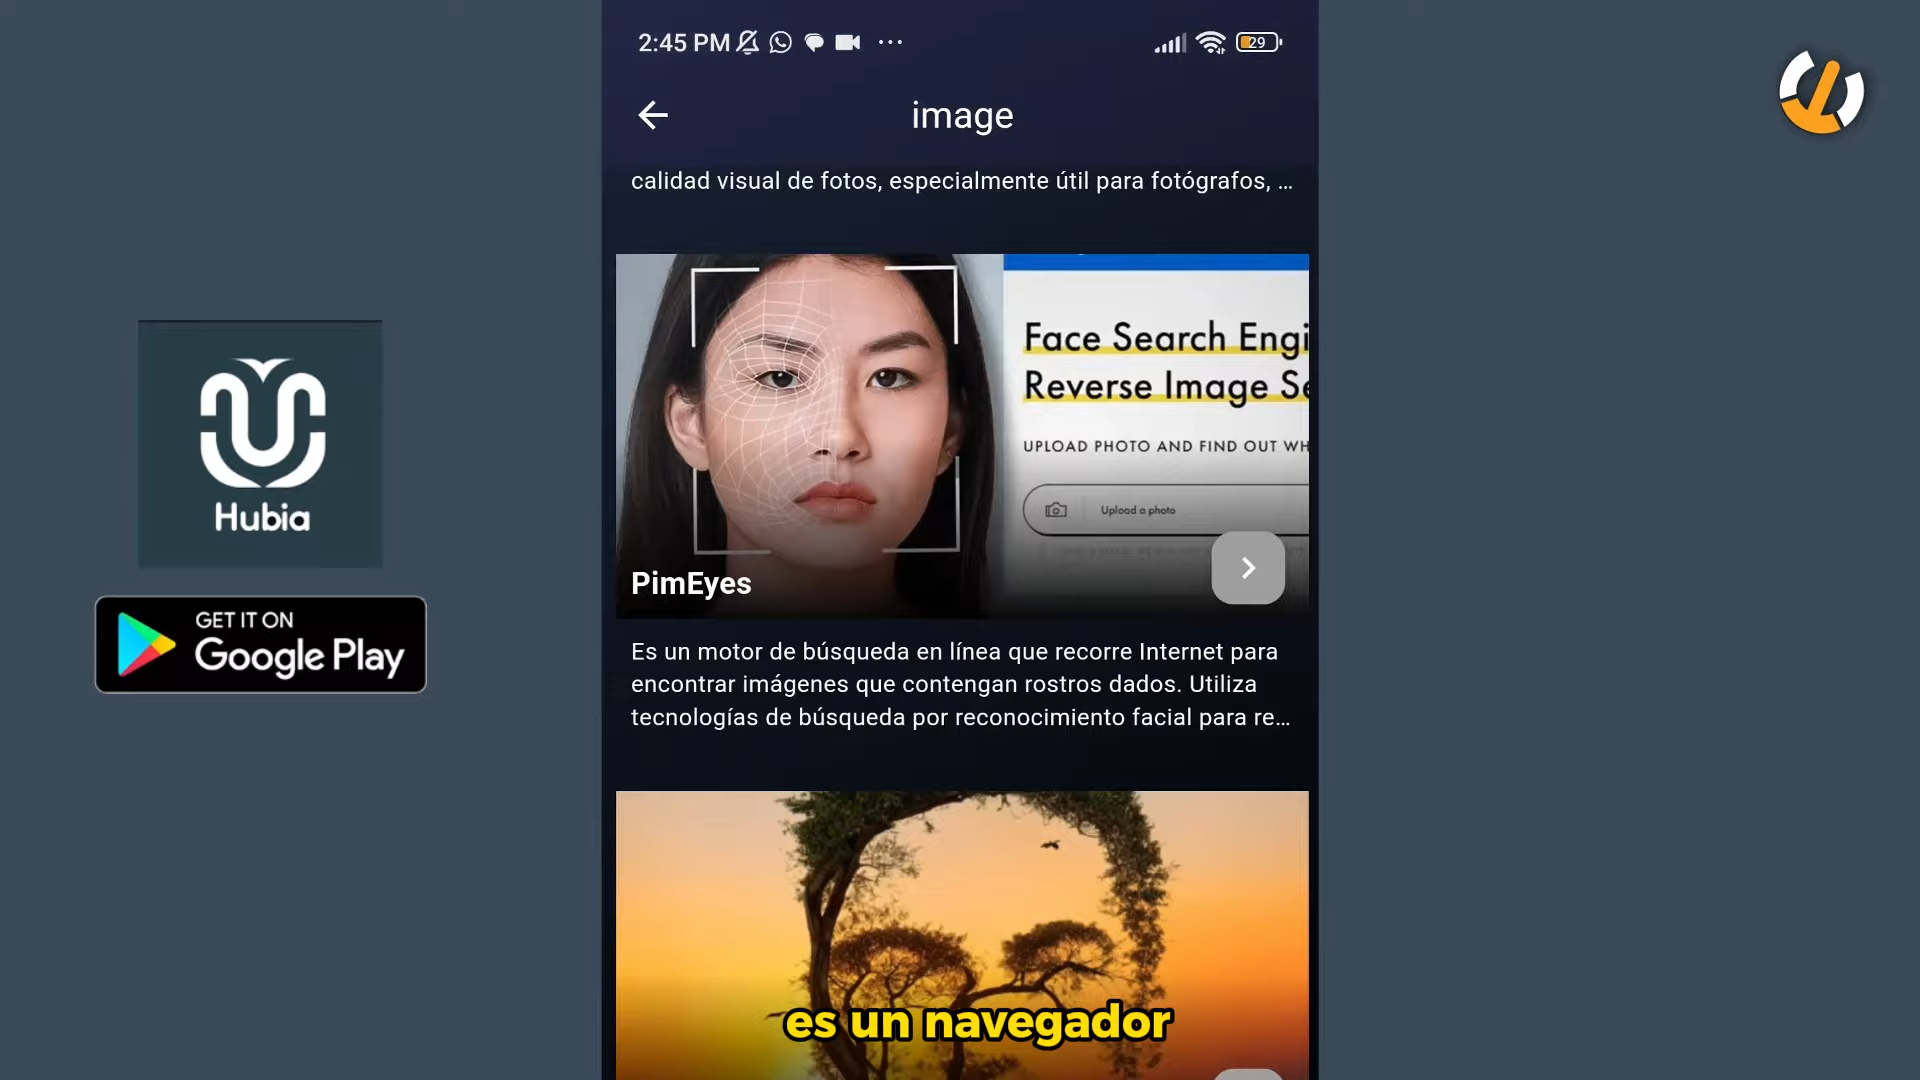 2:45 PM
29
image
calidad visual de fotos, especialmente útil para fotógrafos, ...
Face Search Engi
Reverse Image Se
UPLOAD PHOTO AND FIND OUT WH
Upload a photo
PimEyes
Es un motor de búsqueda en línea que recorre Internet para
encontrar imágenes que contengan rostros dados. Utiliza
tecnologías de búsqueda por reconocimiento facial para re...
es un navegador
Hubia
GET IT ON
Google Play